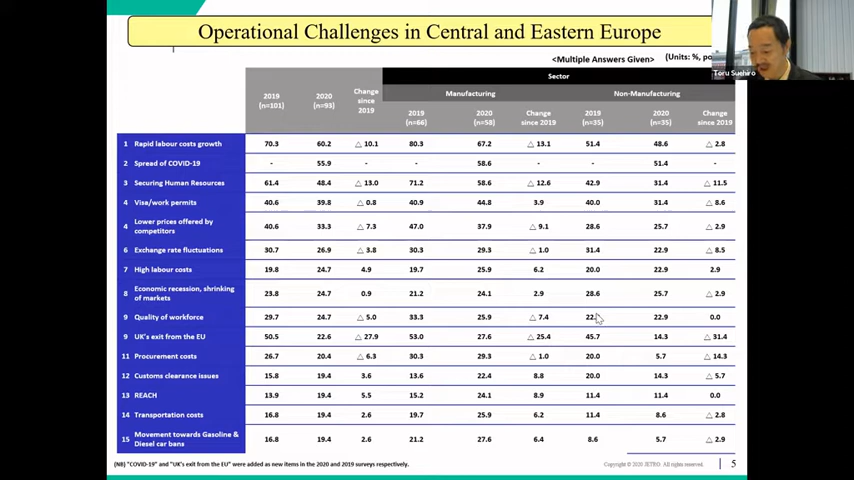 Operational Challenges in Central and Eastern Europe
<Multiple Answers Given> (Units: %,
Toru Suehiro
Sector
Manufacturing Non-Manufacturing
2019 (n=101) 2020 (n=93) Change since 2019 2019 (n=66) 2020 (n=58) Change since 2019 2019 (n=35) 2020 (n=35) Change since 2019
1 Rapid labour costs growth 70.3 60.2 △ 10.1 80.3 67.2 △ 13.1 51.4 48.6 △ 2.8
2 Spread of COVID-19 - 55.9 - - 58.6 - - 51.4 -
3 Securing Human Resources 61.4 48.4 △ 13.0 71.2 58.6 △ 12.6 42.9 31.4 △ 11.5
4 Visa/work permits 40.6 39.8 △ 0.8 40.9 44.8 3.9 40.0 31.4 △ 8.6
4 Lower prices offered by competitors 40.6 33.3 △ 7.3 47.0 37.9 △ 9.1 28.6 25.7 △ 2.9
6 Exchange rate fluctuations 30.7 26.9 △ 3.8 30.3 29.3 △ 1.0 31.4 22.9 △ 8.5
7 High labour costs 19.8 24.7 4.9 19.7 25.9 6.2 20.0 22.9 2.9
8 Economic recession, shrinking of markets 23.8 24.7 0.9 21.2 24.1 2.9 28.6 25.7 △ 2.9
9 Quality of workforce 29.7 24.7 △ 5.0 33.3 25.9 △ 7.4 22.9 0.0
9 UK's exit from the EU 50.5 22.6 △ 27.9 53.0 27.6 △ 25.4 45.7 14.3 △ 31.4
11 Procurement costs 26.7 20.4 △ 6.3 30.3 29.3 △ 1.0 20.0 5.7 △ 14.3
12 Customs clearance issues 15.8 19.4 3.6 13.6 22.4 8.8 20.0 14.3 △ 5.7
13 REACH 13.9 19.4 5.5 15.2 24.1 8.9 11.4 11.4 0.0
14 Transportation costs 16.8 19.4 2.6 19.7 25.9 6.2 11.4 8.6 △ 2.8
15 Movement towards Gasoline & Diesel car bans 16.8 19.4 2.6 21.2 27.6 6.4 8.6 5.7 △ 2.9
(NB) "COVID-19" and "UK's exit from the EU" were added as new items in the 2020 and 2019 surveys respectively.
Copyright © 2020 JETRO. All rights reserved. 5